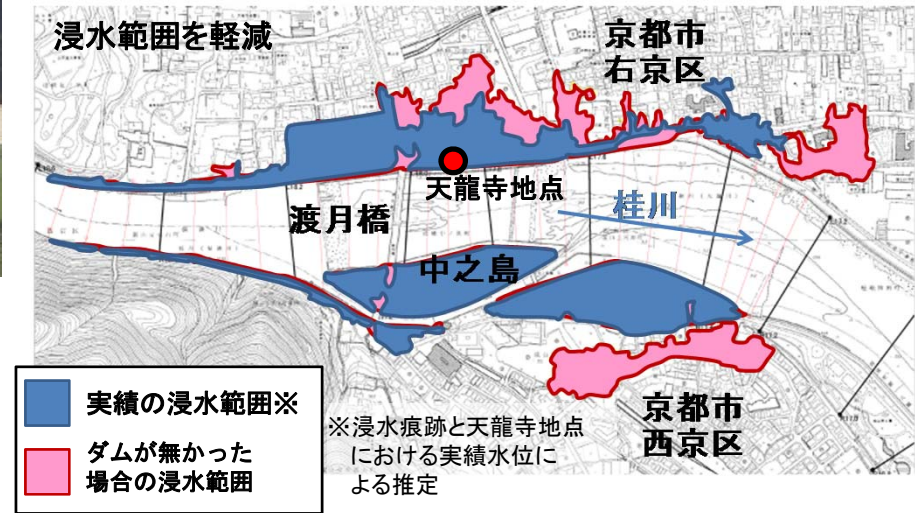 浸水範囲を軽減
京都市
右京区
天龍寺地点
渡月橋
桂川
中之島
実績の浸水範囲※
ダムが無かった
場合の浸水範囲
※浸水痕跡と天龍寺地点
における実績水位に
よる推定
京都市
西京区